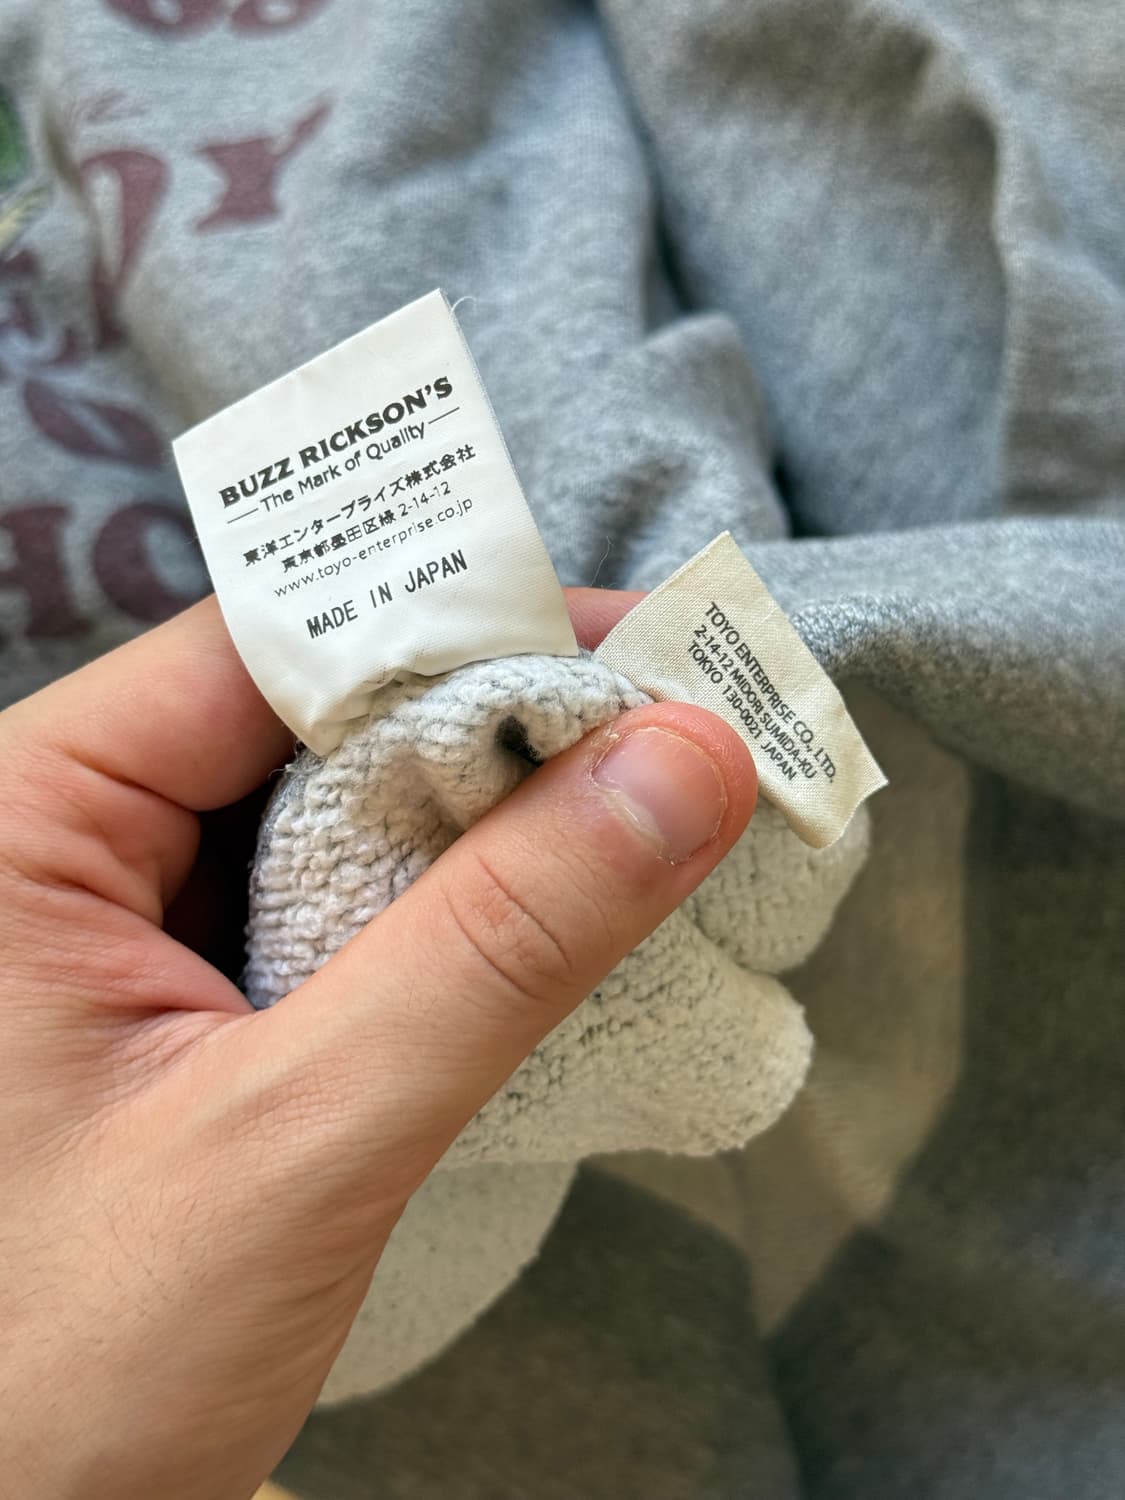 BUZZ RICKSON'S
The Mark of Quality
東洋エンタープライズ株式会社
東京都墨田区緑 2-14-12
www.toyo-enterprise.co.jp
MADE IN JAPAN
TOYO ENTERPRISE CO., LTD.
2-14-12 MIDORI SUMIDA-KU
TOKYO 130-0021 JAPAN